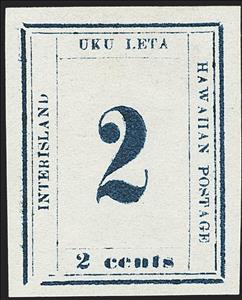 UKU LETA
INTERISLAND
2
HAWAIIAN POSTAGE
2 cents